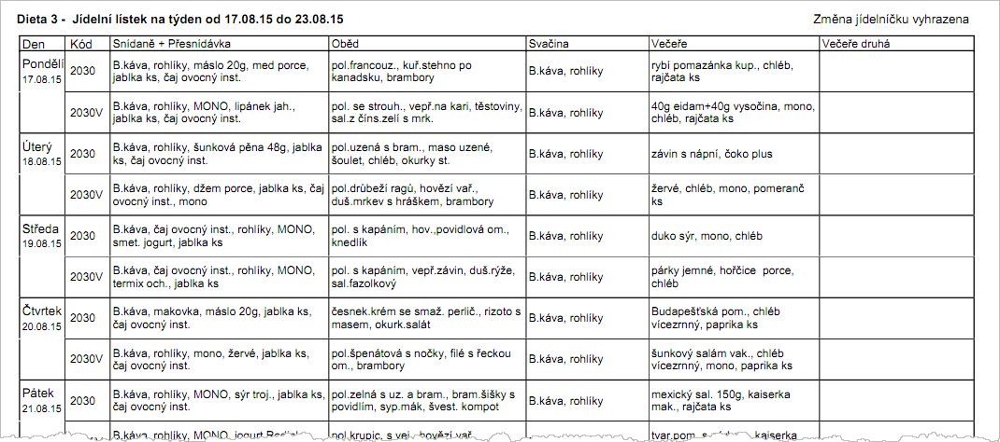 Dieta 3 - Jídelní lístek na týden od 17.08.15 do 23.08.15 Změna jídelníčku vyhrazena
Den Kód Snídaně + Přesnídávka Oběd Svačina Večeře Večeře druhá
Pondělí 17.08.15
2030
B.káva, rohlíky, máslo 20g, med porce,
jablka ks, čaj ovocný inst.
pol.francouz., kuř.stehno po
kanadsku, brambory
B.káva, rohlíky
rybí pomazánka kup., chléb,
rajčata ks
2030V
B.káva, rohlíky, MONO, lipánek jah.,
jablka ks, čaj ovocný inst.
pol. se strouh., vepř.na kari, těstoviny,
sal.z číns.zelí s mrk.
B.káva, rohlíky
40g eidam+40g vysočina, mono,
chléb, rajčata ks
Úterý
18.08.15
2030
B.káva, rohlíky, šunková pěna 48g, jablka
ks, čaj ovocný inst.
pol.uzená s bram., maso uzené,
šoulet, chléb, okurky st.
B.káva, rohlíky
závin s nápní, čoko plus
2030V
B.káva, rohlíky, džem porce, jablka ks, čaj
ovocný inst., mono
pol.drůbeží ragů, hovězí vař.,
duš.mrkev s hráškem, brambory
B.káva, rohlíky
žervé, chléb, mono, pomeranč
ks
Středa
19.08.15
2030
B.káva, čaj ovocný inst., rohlíky, MONO,
smet. jogurt, jablka ks
pol. s kapáním, hov.,povidlová om.,
knedlík
B.káva, rohlíky
duko sýr, mono, chléb
2030V
B.káva, čaj ovocný inst., rohlíky, MONO,
termix och., jablka ks
pol. s kapáním, vepř.závin, duš.rýže,
sal.fazolkový
B.káva, rohlíky
párky jemné, hořčice porce,
chléb
Čtvrtek
20.08.15
2030
B.káva, makovka, máslo 20g, jablka ks,
čaj ovocný inst.
česnek.krém se smaž. perlič., rizoto s
masem, okurk.salát
B.káva, rohlíky
Budapešťská pom., chléb
vícezrnný, paprika ks
2030V
B.káva, rohlíky, mono, žervé, jablka ks,
čaj ovocný inst.
pol.špenátová s nočky, filé s řeckou
om., brambory
B.káva, rohlíky
šunkový salám vak., chléb
vícezrnný, mono, paprika ks
Pátek
21.08.15
2030
B.káva, rohlíky, MONO, sýr troj., jablka ks,
čaj ovocný inst.
pol.zelná s uz. a bram., bram.šišky s
povidlím, syp.mák, švest. kompot
B.káva, rohlíky
mexický sal. 150g, kaiserka
mak., rajčata ks
B.káva, rohlíky, MONO, jogurt
pol.krupic. s vej., hovězí vař.
tvar.pom. kaiserka